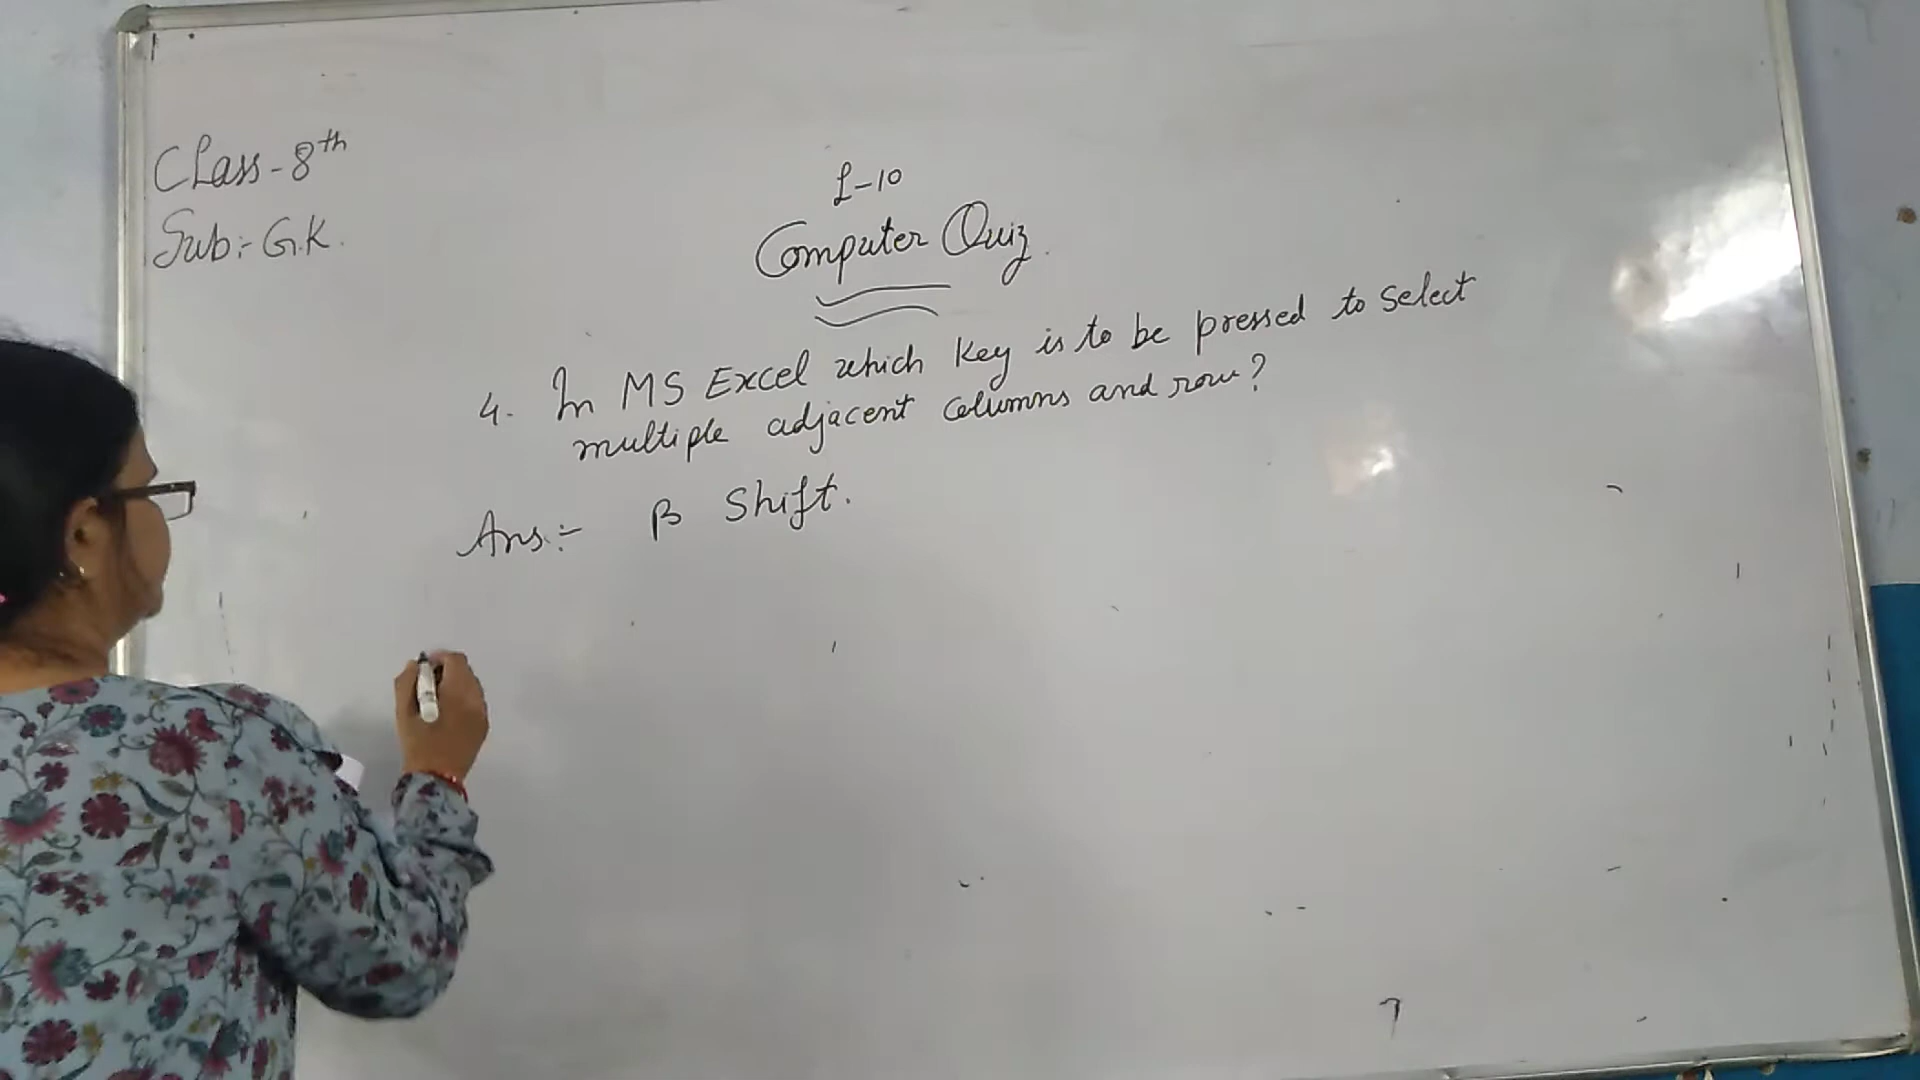 Class-8th
Sub:- G.K.
L-10
Computer Quiz.
4. In MS Excel which key is to be pressed to select
multiple adjacent columns and row?
Ans:- B Shift.